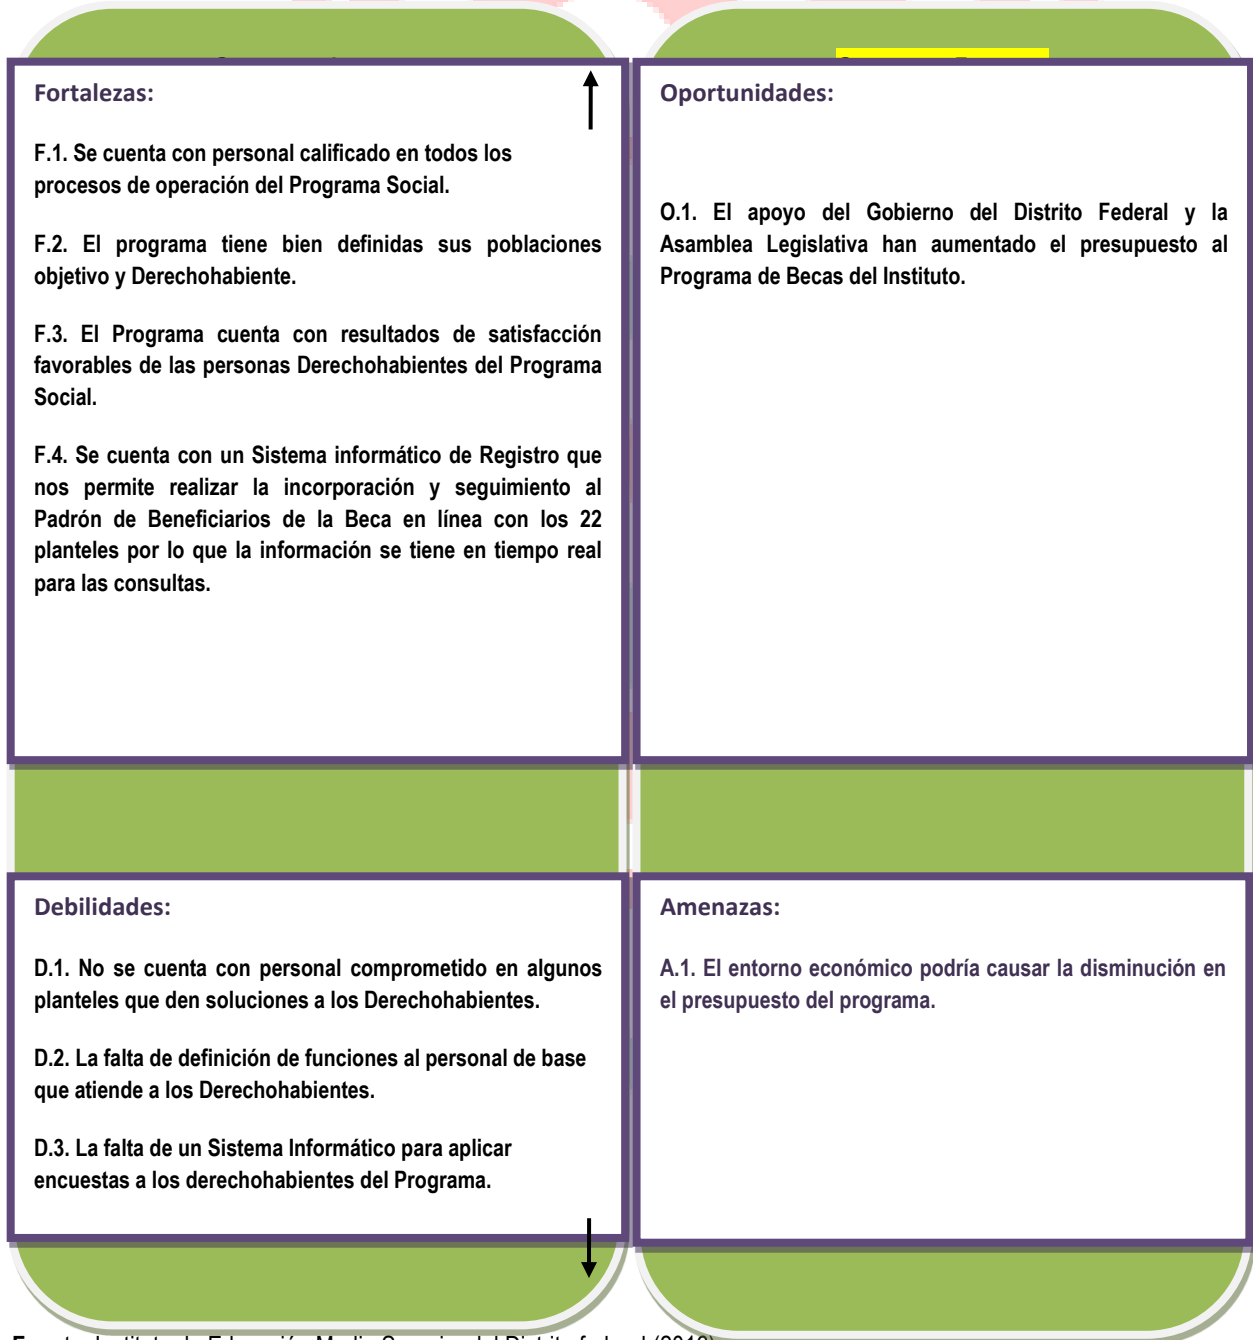 Fortalezas:
F.1. Se cuenta con personal calificado en todos los
procesos de operación del Programa Social.
F.2. El programa tiene bien definidas sus poblaciones
objetivo y Derechohabiente.
F.3. El Programa cuenta con resultados de satisfacción
favorables de las personas Derechohabientes del Programa
Social.
F.4. Se cuenta con un Sistema informático de Registro que
nos permite realizar la incorporación y seguimiento al
Padrón de Beneficiarios de la Beca en línea con los 22
planteles por lo que la información se tiene en tiempo real
para las consultas.
Oportunidades:
O.1. El apoyo del Gobierno del Distrito Federal y la
Asamblea Legislativa han aumentado el presupuesto al
Programa de Becas del Instituto.
Debilidades:
D.1. No se cuenta con personal comprometido en algunos
planteles que den soluciones a los Derechohabientes.
D.2. La falta de definición de funciones al personal de base
que atiende a los Derechohabientes.
D.3. La falta de un Sistema Informático para aplicar
encuestas a los derechohabientes del Programa.
Amenazas:
A.1. El entorno económico podría causar la disminución en
el presupuesto del programa.